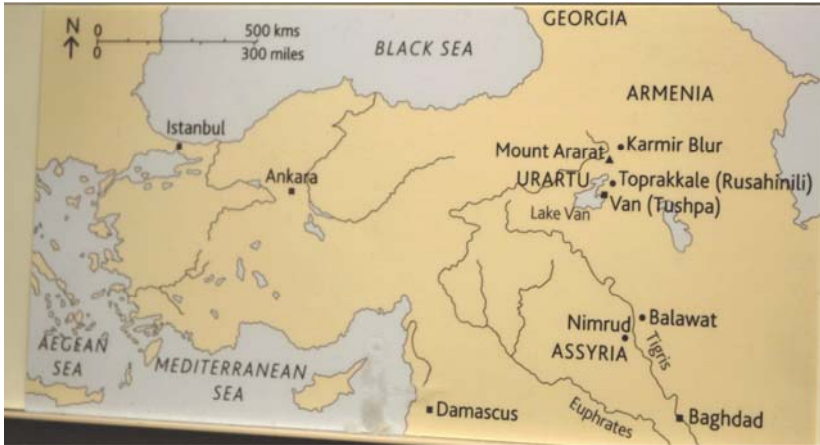 GEORGIA
N
0 500 kms
0 300 miles
BLACK SEA
ARMENIA
Istanbul
Karmir Blur
Mount Ararat
Ankara
URARTU
Toprakkale (Rusahinili)
Van (Tushpa)
Lake Van
Nimrud
Balawat
ASSYRIA
Tigris
AEGEAN
SEA
MEDITERRANEAN
SEA
Damascus
Euphrates
Baghdad